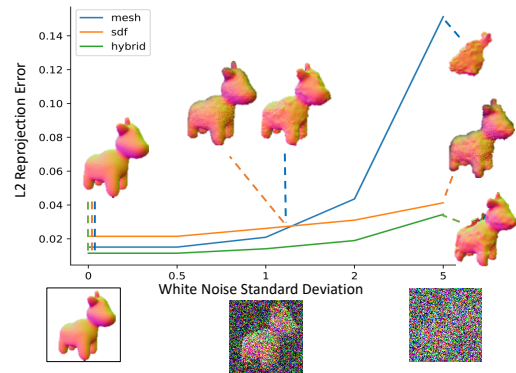 mesh
sdf
hybrid
L2 Reprojection Error
0.14
0.12
0.10
0.08
0.06
0.04
0.02
0
0.5
1
2
5
White Noise Standard Deviation